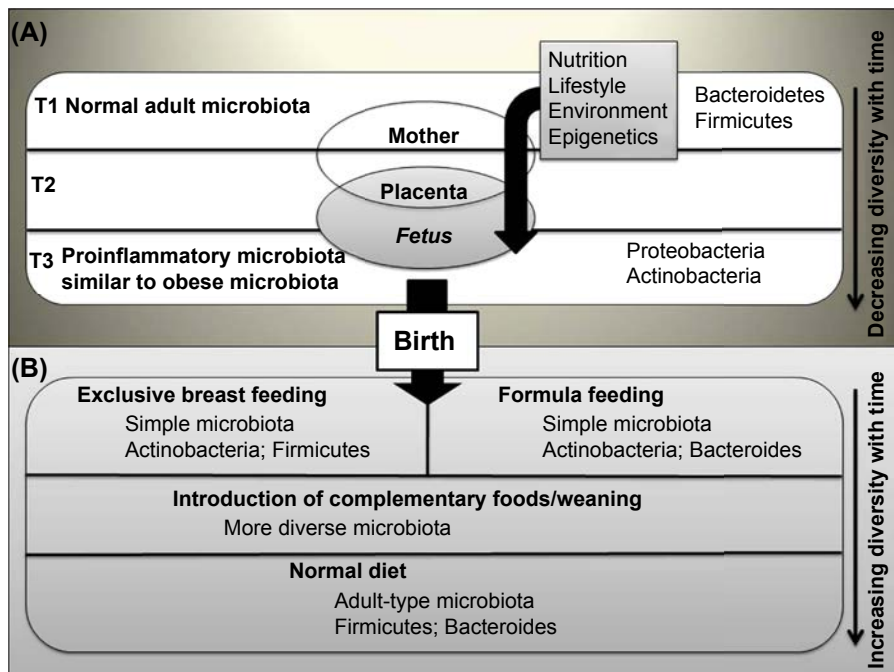 (A)
Nutrition
Lifestyle
Environment
Epigenetics
T1 Normal adult microbiota
Bacteroidetes
Firmicutes
Mother
T2
Placenta
Fetus
T3 Proinflammatory microbiota
similar to obese microbiota
Proteobacteria
Actinobacteria
Decreasing diversity with time
Birth
(B)
Exclusive breast feeding
Simple microbiota
Actinobacteria; Firmicutes
Formula feeding
Simple microbiota
Actinobacteria; Bacteroides
Introduction of complementary foods/weaning
More diverse microbiota
Normal diet
Adult-type microbiota
Firmicutes; Bacteroides
Increasing diversity with time